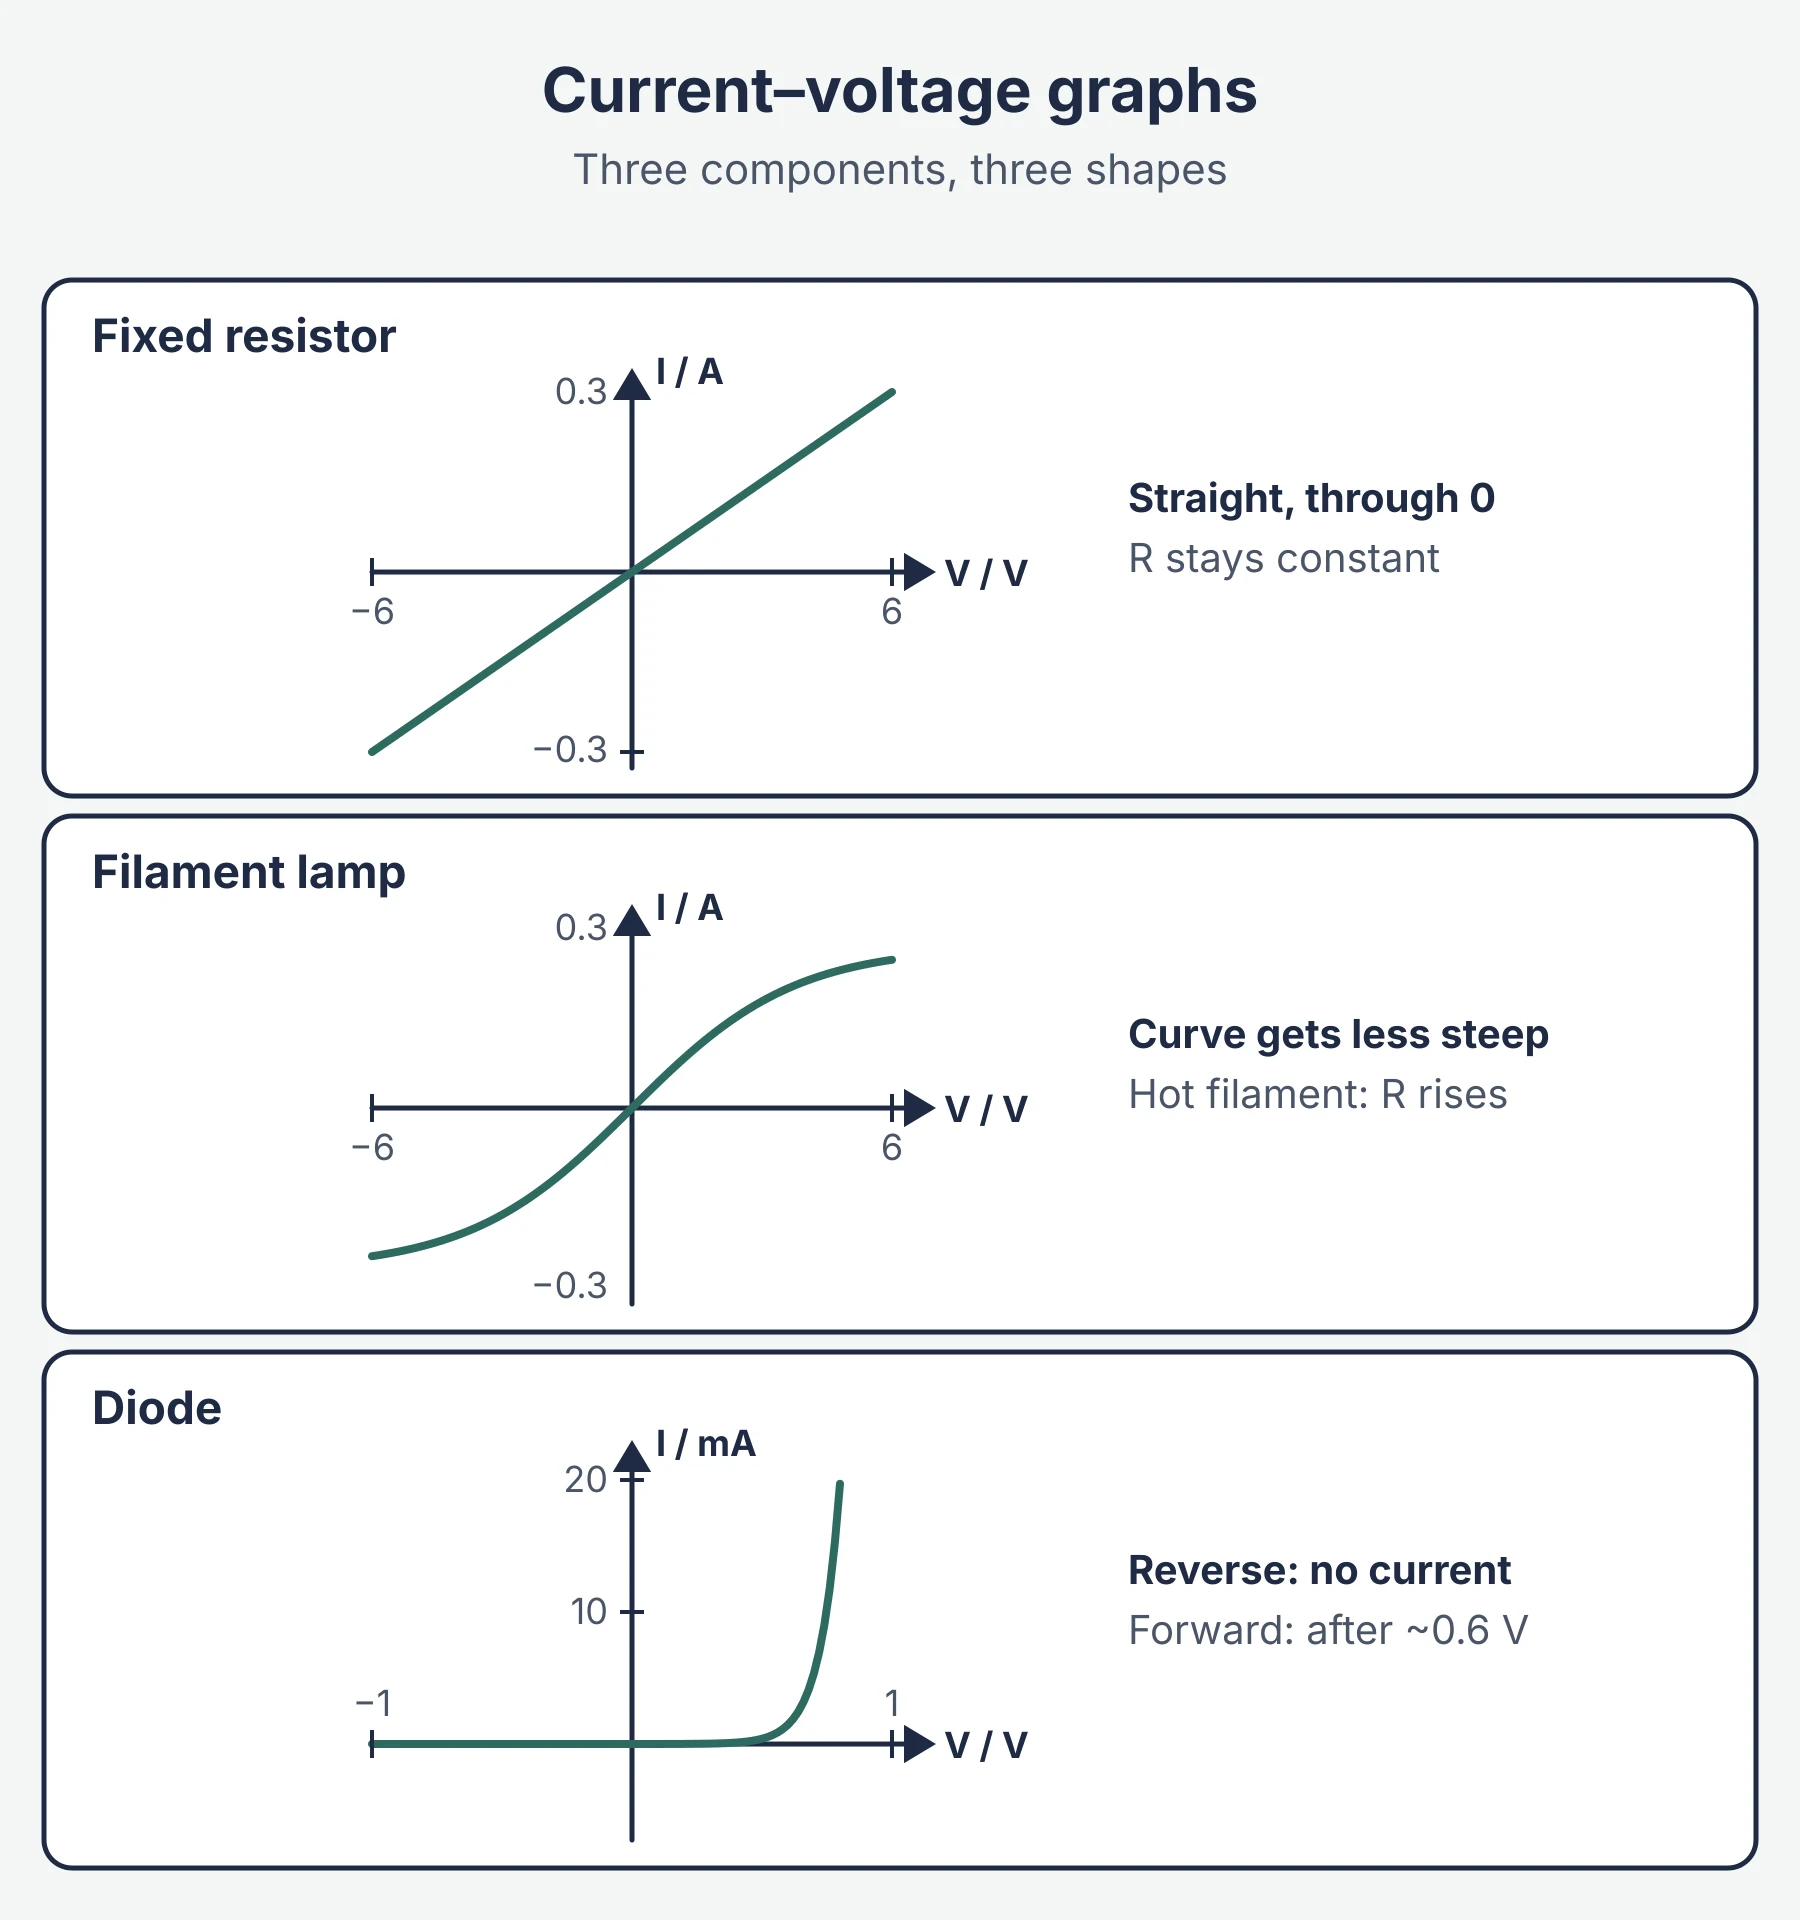 Current–voltage graphs
Three components, three shapes
Fixed resistor
I / A
0.3
V / V
−6
6
−0.3
Straight, through 0
R stays constant
Filament lamp
I / A
0.3
V / V
−6
6
−0.3
Curve gets less steep
Hot filament: R rises
Diode
I / mA
20
10
−1
1
V / V
Reverse: no current
Forward: after ~0.6 V